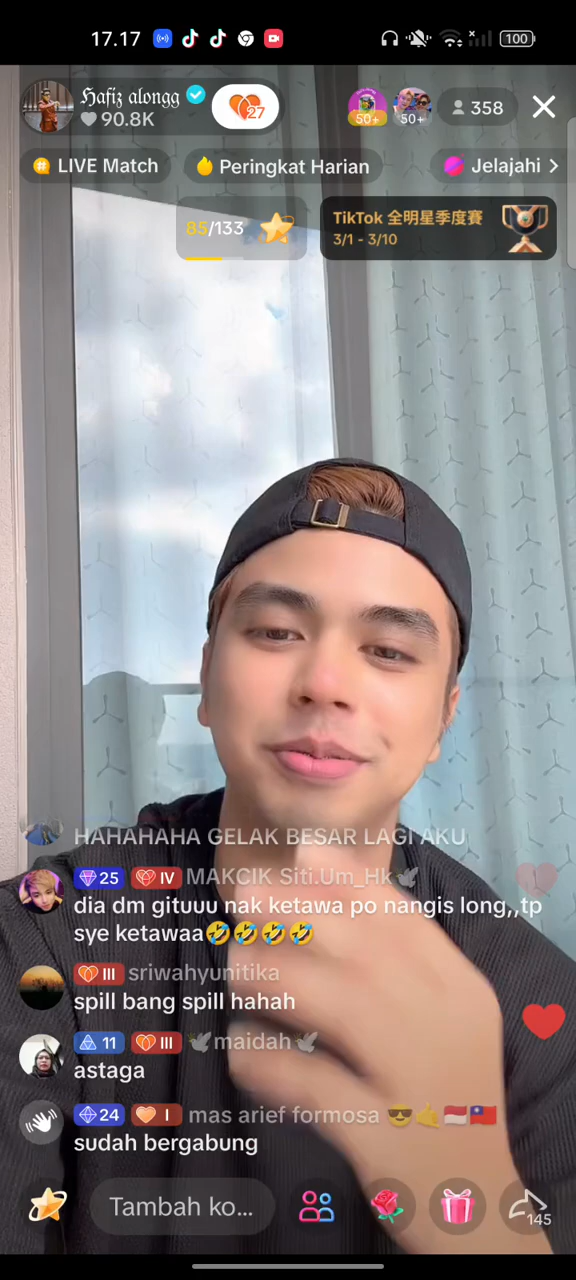 17.17
100
Hafiz alongg
90.8K
27
50+
50+
358
LIVE Match
Peringkat Harian
Jelajahi >
85/133
TikTok 全明星季度賽
3/1 - 3/10
HAHAHAHA GELAK BESAR LAGI AKU
25 IV MAKCIK Siti.Um_Hk🕊
dia dm gituuu nak ketawa po nangis long,,tp
sye ketawaa🤣🤣🤣🤣
III sriwahyunitika
spill bang spill hahah
11 III 🕊maidah🕊
astaga
24 I mas arief formosa 😎🤙🇮🇩🇹🇼
sudah bergabung
Tambah ko...
145